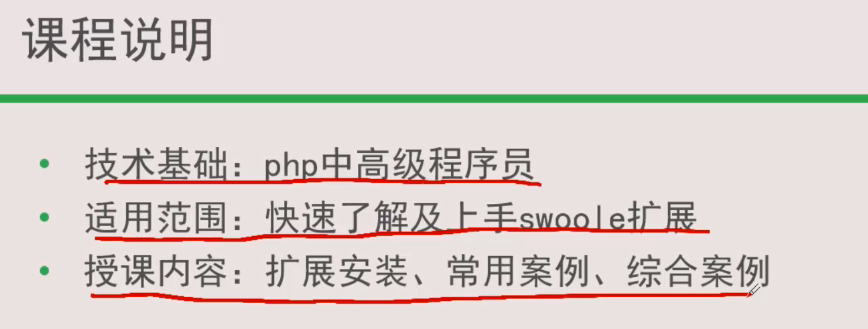 课程说明
• 技术基础：php中高级程序员
• 适用范围：快速了解及上手swoole扩展
• 授课内容：扩展安装、常用案例、综合案例